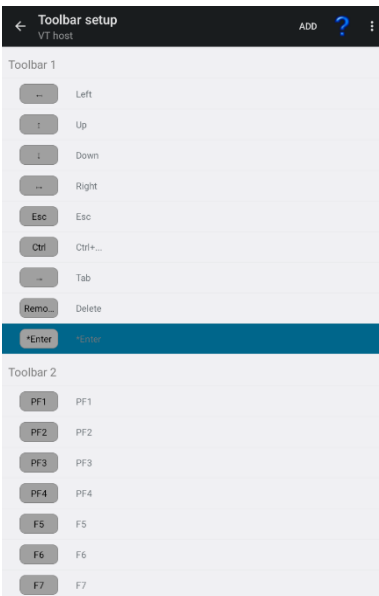 ← Toolbar setup
VT host
ADD ? ⋮
Toolbar 1
← Left
↑ Up
↓ Down
→ Right
Esc Esc
Ctrl Ctrl+...
→ Tab
Remo... Delete
*Enter *Enter
Toolbar 2
PF1 PF1
PF2 PF2
PF3 PF3
PF4 PF4
F5 F5
F6 F6
F7 F7